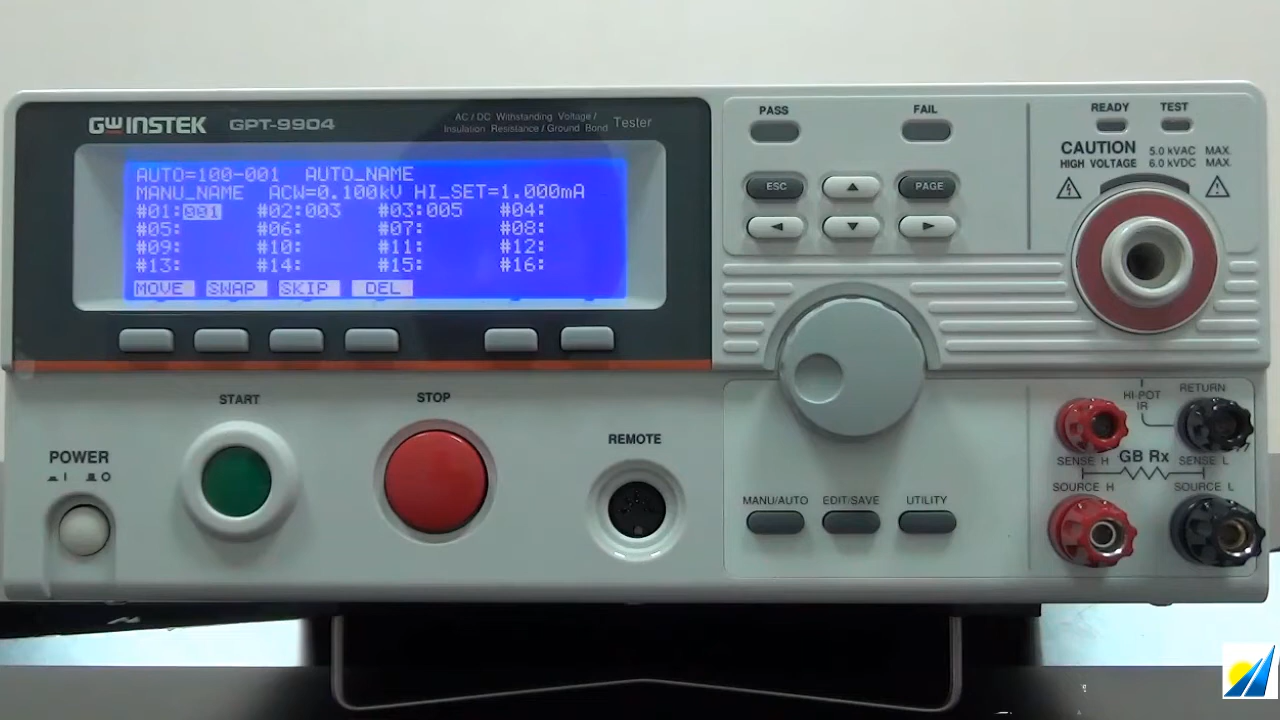 GWINSTEK GPT-9904
AC / DC Withstanding Voltage /
Insulation Resistance / Ground Bond Tester
AUTO=100-001 AUTO_NAME
MANU_NAME ACW=0.100kV HI_SET=1.000mA
#01:001 #02:003 #03:005 #04:
#05: #06: #07: #08:
#09: #10: #11: #12:
#13: #14: #15: #16:
MOVE SWAP SKIP DEL
PASS FAIL
ESC PAGE
READY TEST
CAUTION
HIGH VOLTAGE
5.0 kVAC MAX.
6.0 kVDC MAX.
START STOP
POWER
I O
REMOTE
MANU/AUTO EDIT/SAVE UTILITY
HI-POT
IR
RETURN
SENSE H GB Rx SENSE L
SOURCE H SOURCE L